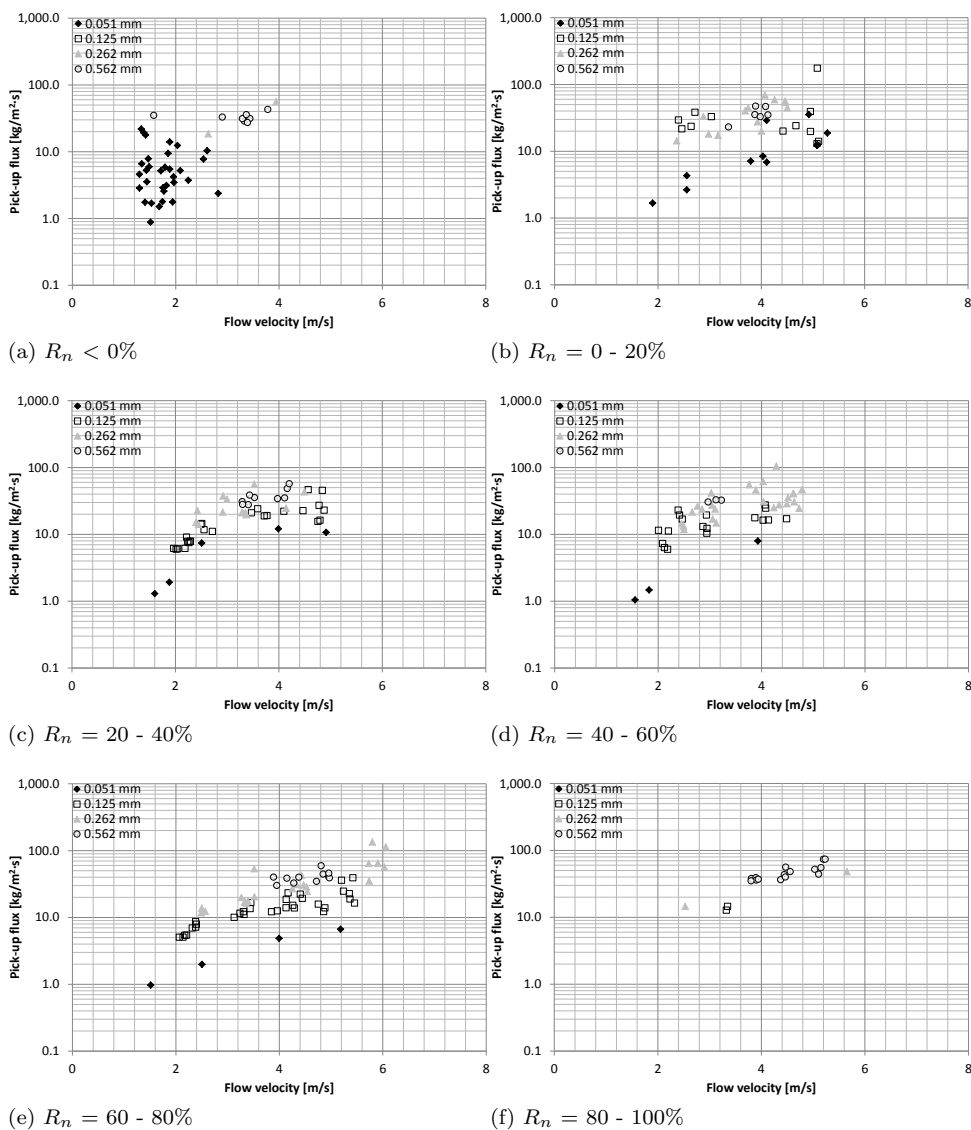 1,000.0
100.0
10.0
1.0
0.1
Pick-up flux [kg/m²·s]
0.051 mm
0.125 mm
0.262 mm
0.562 mm
0 2 4 6 8
Flow velocity [m/s]
(a) Rₙ < 0%
1,000.0
100.0
10.0
1.0
0.1
Pick-up flux [kg/m²·s]
0.051 mm
0.125 mm
0.262 mm
0.562 mm
0 2 4 6 8
Flow velocity [m/s]
(b) Rₙ = 0 - 20%
1,000.0
100.0
10.0
1.0
0.1
Pick-up flux [kg/m²·s]
0.051 mm
0.125 mm
0.262 mm
0.562 mm
0 2 4 6 8
Flow velocity [m/s]
(c) Rₙ = 20 - 40%
1,000.0
100.0
10.0
1.0
0.1
Pick-up flux [kg/m²·s]
0.051 mm
0.125 mm
0.262 mm
0.562 mm
0 2 4 6 8
Flow velocity [m/s]
(d) Rₙ = 40 - 60%
1,000.0
100.0
10.0
1.0
0.1
Pick-up flux [kg/m²·s]
0.051 mm
0.125 mm
0.262 mm
0.562 mm
0 2 4 6 8
Flow velocity [m/s]
(e) Rₙ = 60 - 80%
1,000.0
100.0
10.0
1.0
0.1
Pick-up flux [kg/m²·s]
0.051 mm
0.125 mm
0.262 mm
0.562 mm
0 2 4 6 8
Flow velocity [m/s]
(f) Rₙ = 80 - 100%